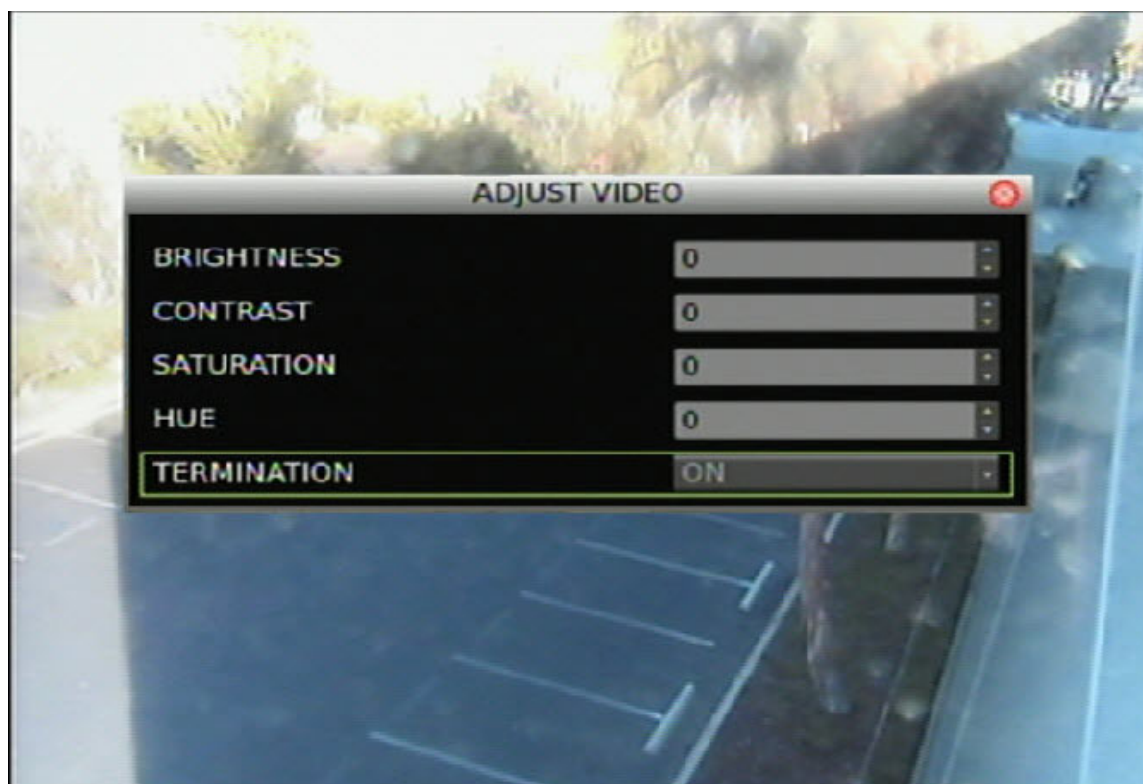 ADJUST VIDEO
BRIGHTNESS 0
CONTRAST 0
SATURATION 0
HUE 0
TERMINATION ON